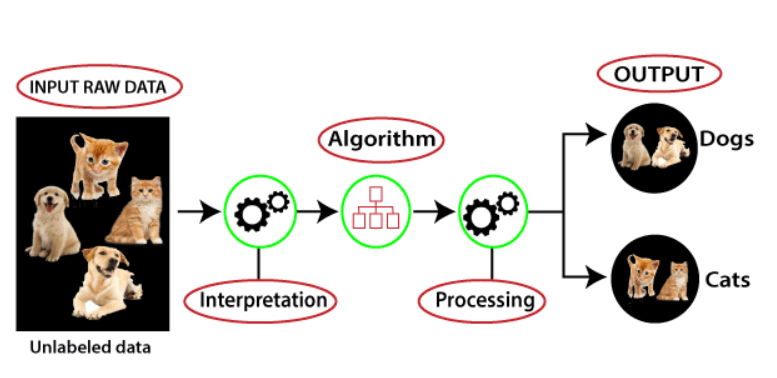 INPUT RAW DATA
Unlabeled data
Interpretation
Algorithm
Processing
OUTPUT
Dogs
Cats